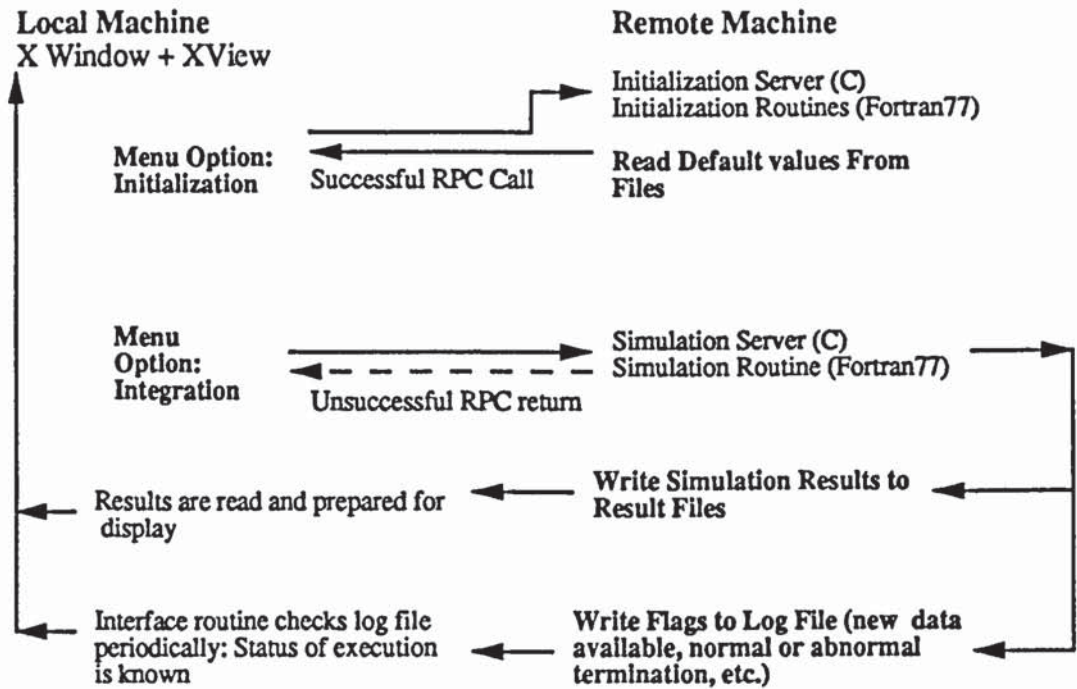 Local Machine
X Window + XView
Remote Machine
Initialization Server (C)
Initialization Routines (Fortran77)
Menu Option:
Initialization
Successful RPC Call
Read Default values From
Files
Menu
Option:
Integration
Simulation Server (C)
Simulation Routine (Fortran77)
Unsuccessful RPC return
Write Simulation Results to
Result Files
Results are read and prepared for
display
Interface routine checks log file
periodically: Status of execution
is known
Write Flags to Log File (new data
available, normal or abnormal
termination, etc.)